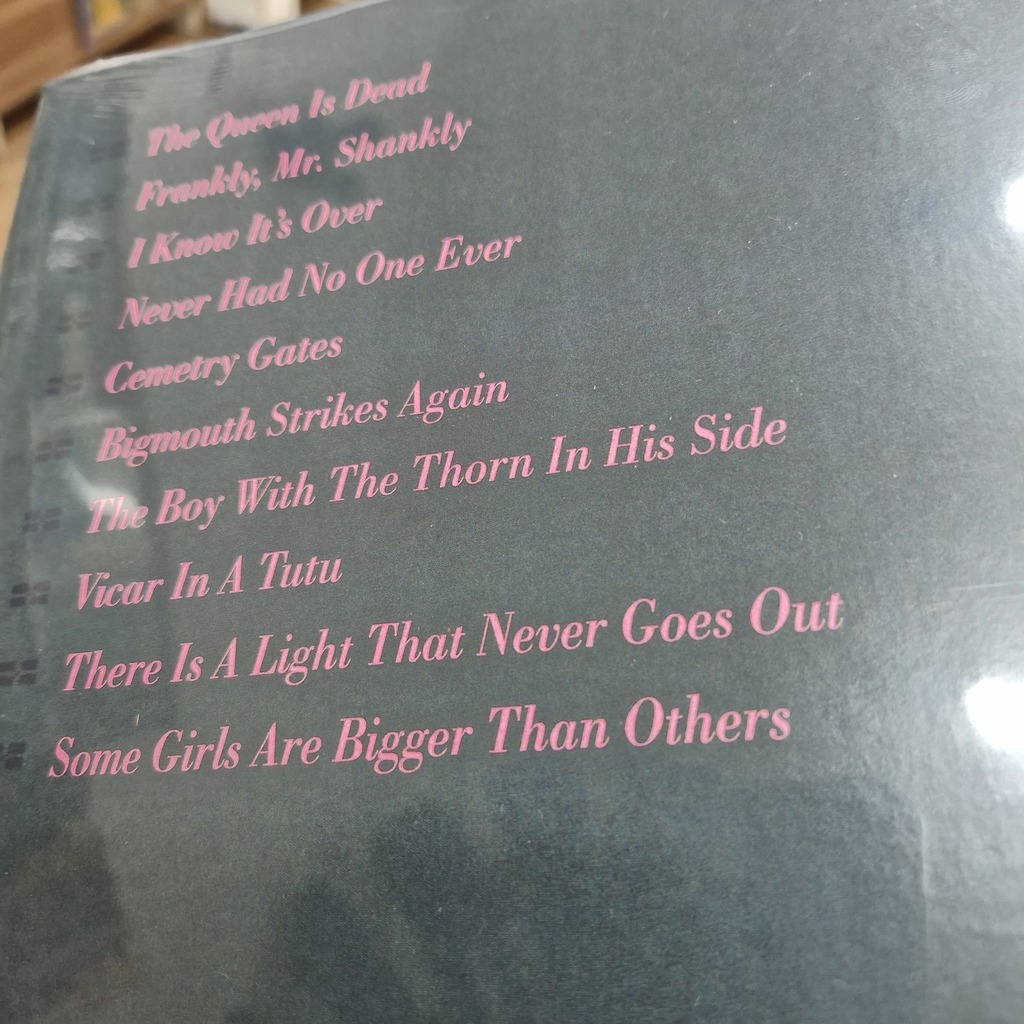 The Queen Is Dead
Frankly, Mr. Shankly
I Know It's Over
Never Had No One Ever
Cemetry Gates
Bigmouth Strikes Again
The Boy With The Thorn In His Side
Vicar In A Tutu
There Is A Light That Never Goes Out
Some Girls Are Bigger Than Others